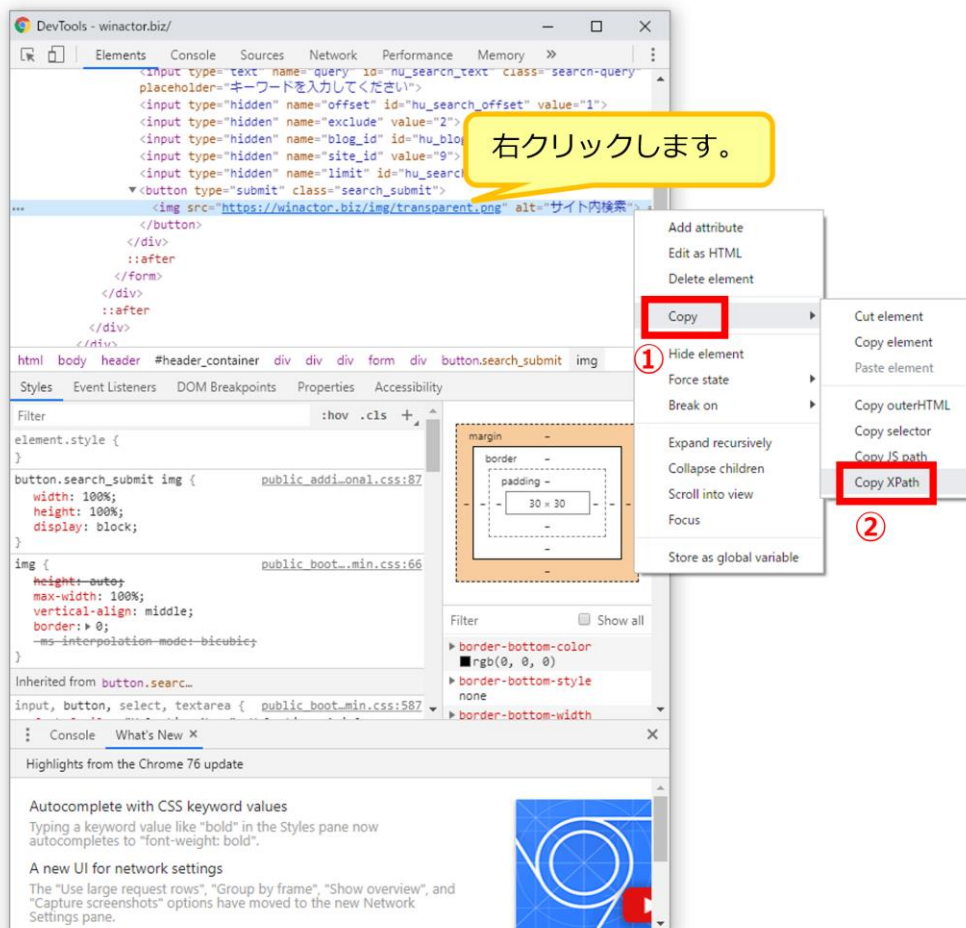 DevTools - winactor.biz/
Elements Console Sources Network Performance Memory »
<input type="text" name="query" id="hu_search_text" class="search-query"
placeholder="キーワードを入力してください">
<input type="hidden" name="offset" id="hu_search_offset" value="1">
<input type="hidden" name="exclude" value="2">
<input type="hidden" name="blog_id" id="hu_blog
<input type="hidden" name="site_id" value="9">
<input type="hidden" name="limit" id="hu_search
▼<button type="submit" class="search_submit">
<img src="https://winactor.biz/img/transparent.png" alt="サイト内検索">
</button>
</div>
::after
</form>
</div>
::after
</div>
</div>
右クリックします。
Add attribute
Edit as HTML
Delete element
Copy
①
Hide element
Force state
Break on
Expand recursively
Collapse children
Scroll into view
Focus
Store as global variable
Cut element
Copy element
Paste element
Copy outerHTML
Copy selector
Copy JS path
Copy XPath
②
html body header #header_container div div div form div button.search_submit img
Styles Event Listeners DOM Breakpoints Properties Accessibility
Filter :hov .cls +
element.style {
}
button.search_submit img { public_addi…onal.css:87
width: 100%;
height: 100%;
display: block;
}
img { public_boot….min.css:66
height: auto;
max-width: 100%;
vertical-align: middle;
border:▶ 0;
-ms-interpolation-mode: bicubic;
}
Inherited from button.searc…
input, button, select, textarea { public_boot…min.css:587
margin -
border -
padding -
30 × 30
Filter Show all
▶border-bottom-color
rgb(0, 0, 0)
▶border-bottom-style
none
▶border-bottom-width
Console What's New ×
Highlights from the Chrome 76 update
Autocomplete with CSS keyword values
Typing a keyword value like "bold" in the Styles pane now
autocompletes to "font-weight: bold".
A new UI for network settings
The "Use large request rows", "Group by frame", "Show overview", and
"Capture screenshots" options have moved to the new Network
Settings pane.